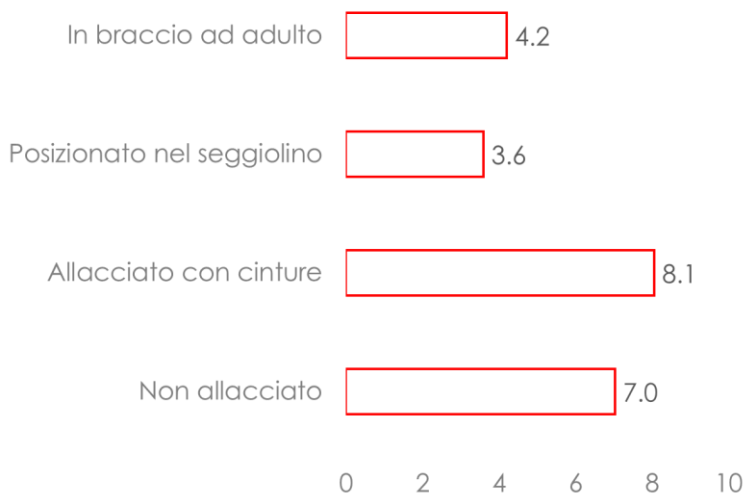 In braccio ad adulto 4.2
Posizionato nel seggiolino 3.6
Allacciato con cinture 8.1
Non allacciato 7.0
0 2 4 6 8 10